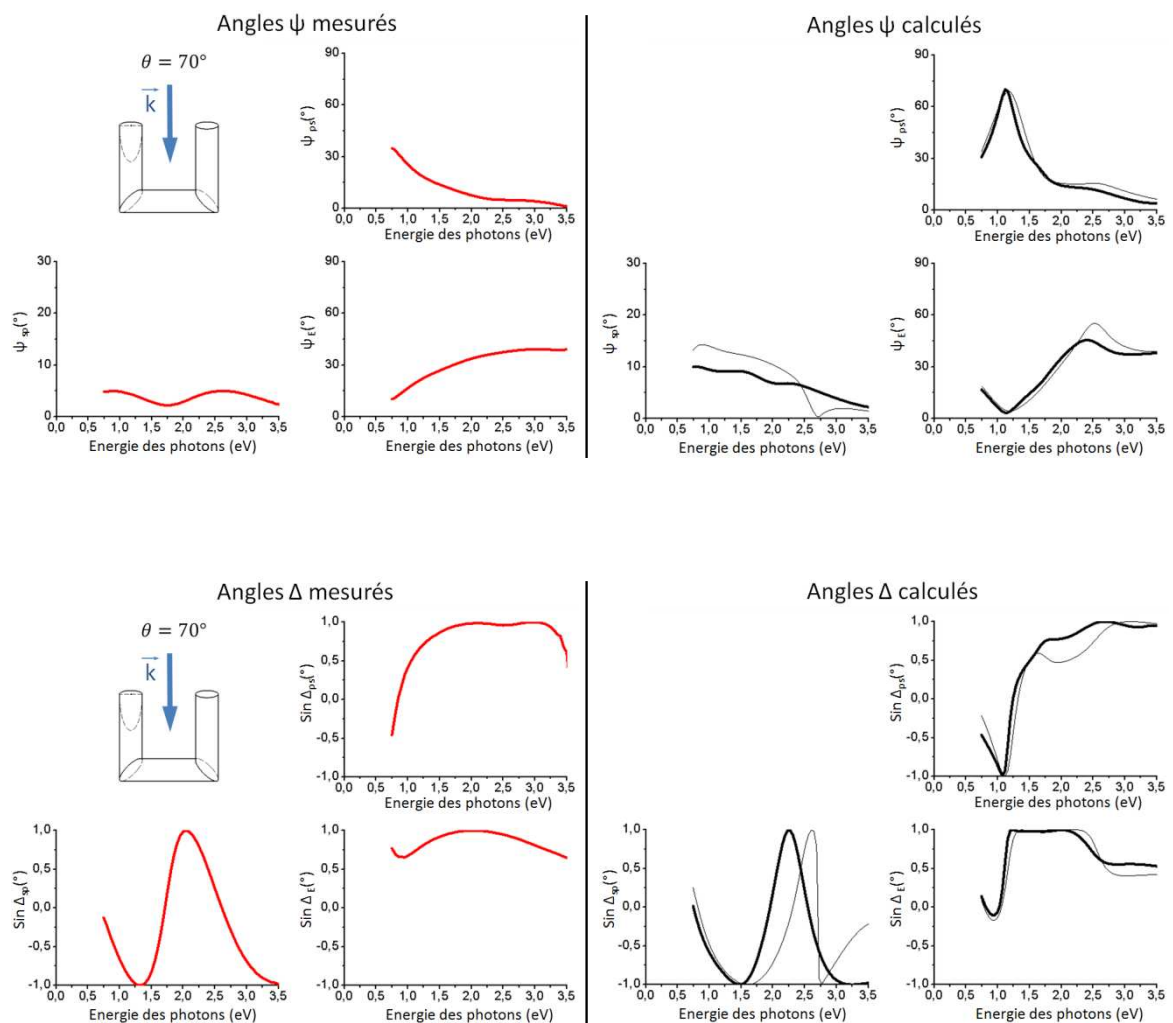 Angles ψ mesurés
θ = 70°
k
ψ ps(°)
90
60
30
0
0,0 0,5 1,0 1,5 2,0 2,5 3,0 3,5
Energie des photons (eV)
ψ sp(°)
30
20
10
0
0,0 0,5 1,0 1,5 2,0 2,5 3,0 3,5
Energie des photons (eV)
ψ E(°)
90
60
30
0
0,0 0,5 1,0 1,5 2,0 2,5 3,0 3,5
Energie des photons (eV)
Angles ψ calculés
ψ ps(°)
90
60
30
0
0,0 0,5 1,0 1,5 2,0 2,5 3,0 3,5
Energie des photons (eV)
ψ sp(°)
30
20
10
0
0,0 0,5 1,0 1,5 2,0 2,5 3,0 3,5
Energie des photons (eV)
ψ E(°)
90
60
30
0
0,0 0,5 1,0 1,5 2,0 2,5 3,0 3,5
Energie des photons (eV)
Angles Δ mesurés
θ = 70°
k
Sin Δps(°)
1,0
0,5
0,0
-0,5
-1,0
0,0 0,5 1,0 1,5 2,0 2,5 3,0 3,5
Energie des photons (eV)
Sin Δsp(°)
1,0
0,5
0,0
-0,5
-1,0
0,0 0,5 1,0 1,5 2,0 2,5 3,0 3,5
Energie des photons (eV)
Sin Δ E(°)
1,0
0,5
0,0
-0,5
-1,0
0,0 0,5 1,0 1,5 2,0 2,5 3,0 3,5
Energie des photons (eV)
Angles Δ calculés
Sin Δps(°)
1,0
0,5
0,0
-0,5
-1,0
0,0 0,5 1,0 1,5 2,0 2,5 3,0 3,5
Energie des photons (eV)
Sin Δsp(°)
1,0
0,5
0,0
-0,5
-1,0
0,0 0,5 1,0 1,5 2,0 2,5 3,0 3,5
Energie des photons (eV)
Sin Δ E(°)
1,0
0,5
0,0
-0,5
-1,0
0,0 0,5 1,0 1,5 2,0 2,5 3,0 3,5
Energie des photons (eV)